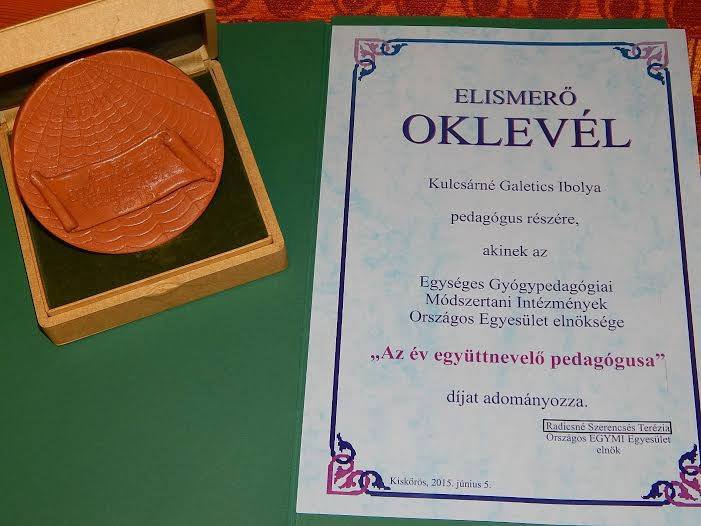 ELISMERŐ
OKLEVÉL
Kulcsárné Galetics Ibolya
pedagógus részére,
akinek az
Egységes Gyógypedagógiai
Módszertani Intézmények
Országos Egyesület elnöksége
„Az év együttnevelő pedagógusa”
díjat adományozza.
Radicsné Szerencsés Terézia
Országos EGYMI Egyesület
elnök
Kiskőrös, 2015. június 5.